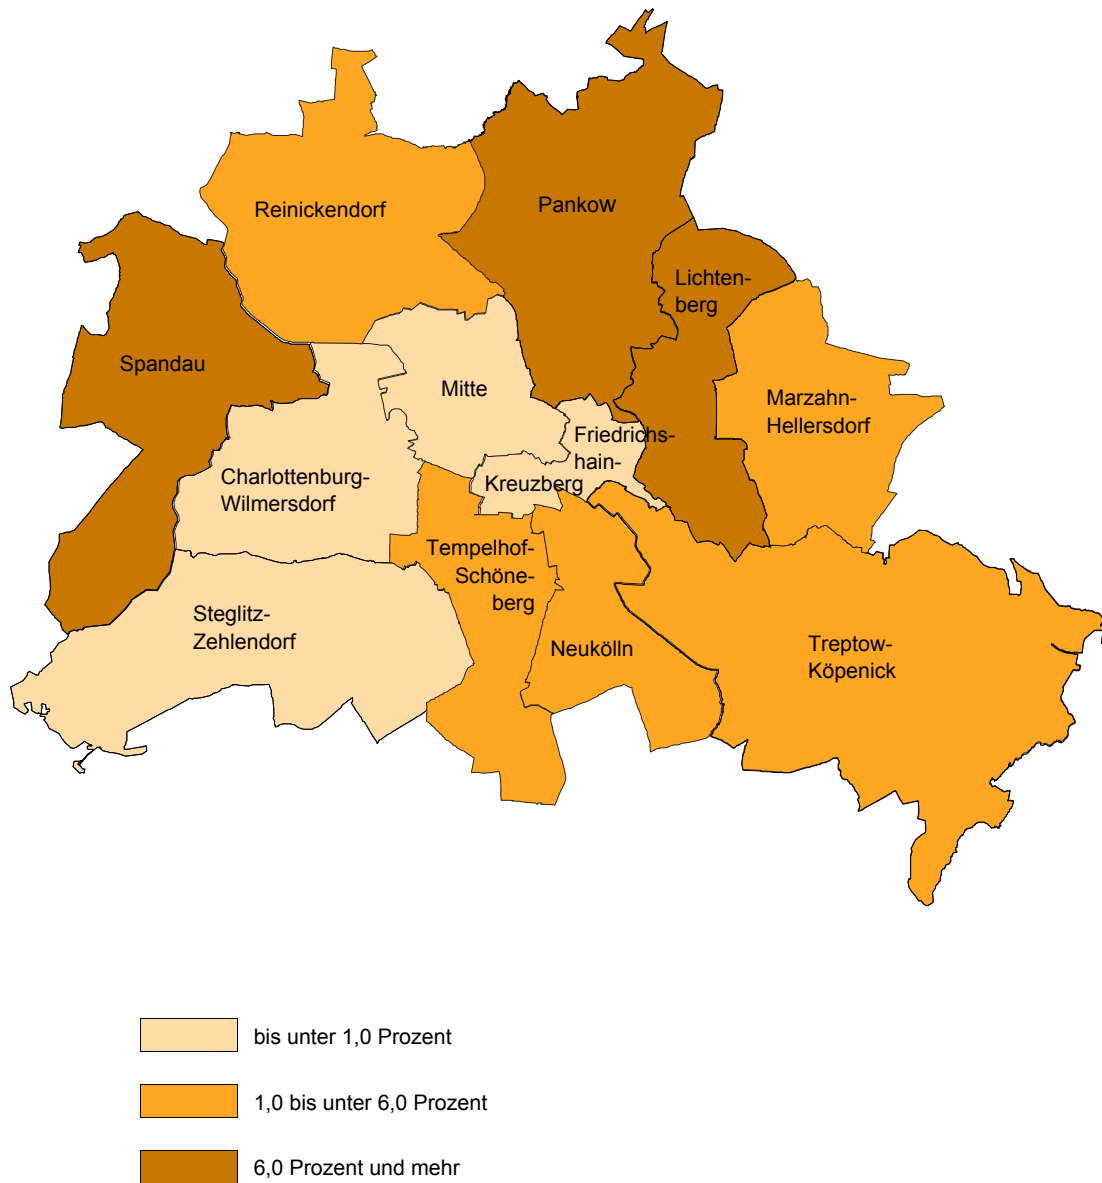 Reinickendorf
Pankow
Lichten-
berg
Spandau
Mitte
Marzahn-
Hellersdorf
Friedrichs-
hain-
Kreuzberg
Charlottenburg-
Wilmersdorf
Tempelhof-
Schöne-
berg
Steglitz-
Zehlendorf
Neukölln
Treptow-
Köpenick
bis unter 1,0 Prozent
1,0 bis unter 6,0 Prozent
6,0 Prozent und mehr